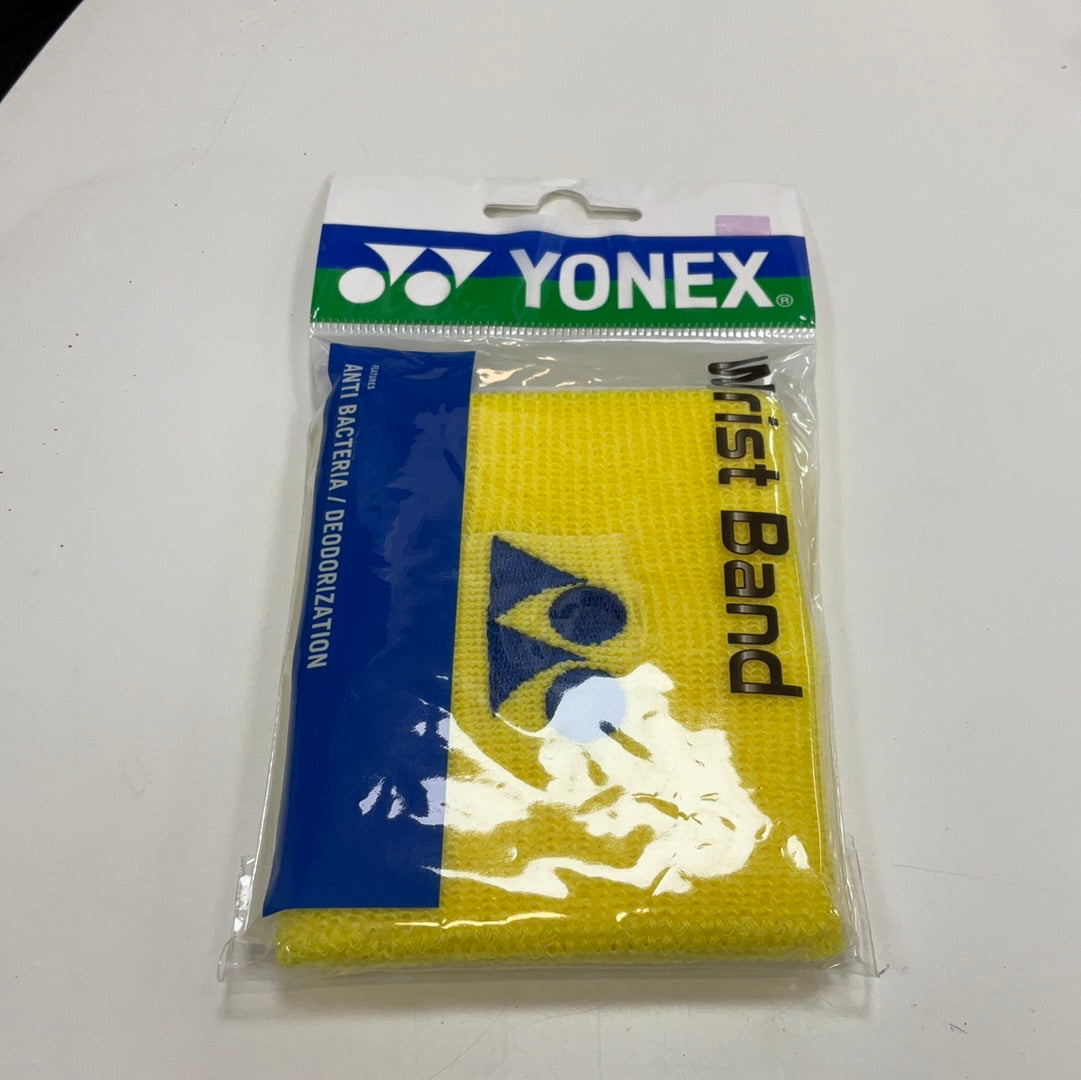 YONEX®
Wrist Band
FEATURES
ANTI BACTERIA / DEODORIZATION